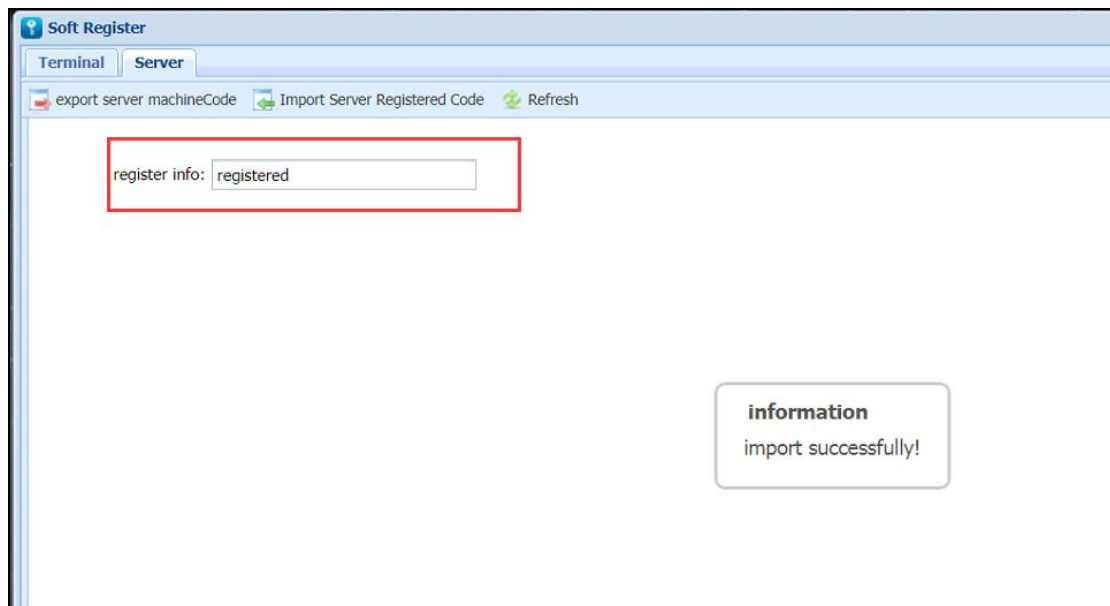 Soft Register
Terminal Server
export server machineCode Import Server Registered Code Refresh
register info: registered
information
import successfully!